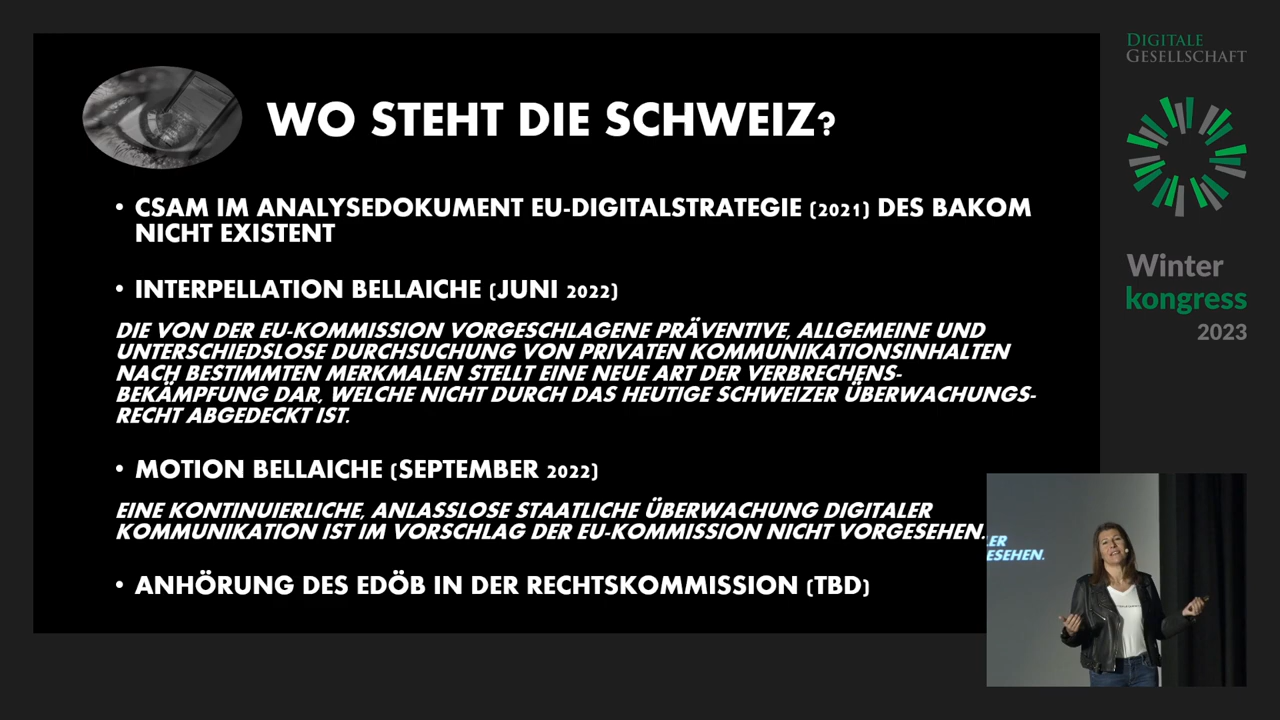 WO STEHT DIE SCHWEIZ?
• CSAM IM ANALYSEDOKUMENT EU-DIGITALSTRATEGIE (2021) DES BAKOM
NICHT EXISTENT
• INTERPELLATION BELLAICHE (JUNI 2022)
DIE VON DER EU-KOMMISSION VORGESCHLAGENE PRÄVENTIVE, ALLGEMEINE UND
UNTERSCHIEDSLOSE DURCHSUCHUNG VON PRIVATEN KOMMUNIKATIONSINHALTEN
NACH BESTIMMTEN MERKMALEN STELLT EINE NEUE ART DER VERBRECHENS-
BEKÄMPFUNG DAR, WELCHE NICHT DURCH DAS HEUTIGE SCHWEIZER ÜBERWACHUNGS-
RECHT ABGEDECKT IST.
• MOTION BELLAICHE (SEPTEMBER 2022)
EINE KONTINUIERLICHE, ANLASSLOSE STAATLICHE ÜBERWACHUNG DIGITALER
KOMMUNIKATION IST IM VORSCHLAG DER EU-KOMMISSION NICHT VORGESEHEN.
• ANHÖRUNG DES EDÖB IN DER RECHTSKOMMISSION (TBD)
DIGITALE
GESELLSCHAFT
Winter
kongress
2023
LER
ESEHEN.